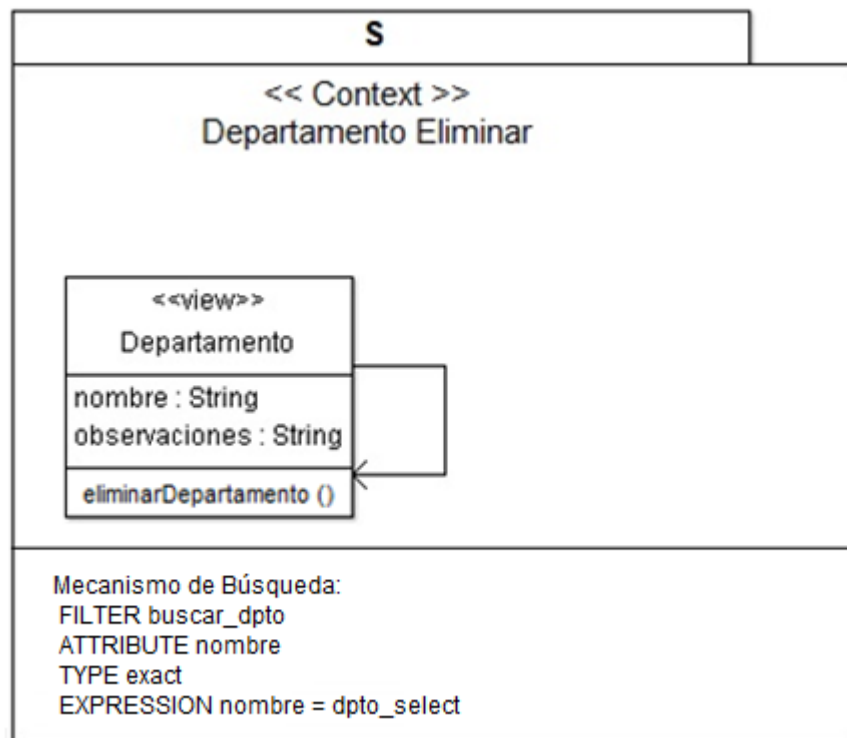 S
<< Context >>
Departamento Eliminar
<<view>>
Departamento
nombre : String
observaciones : String
eliminarDepartamento ()
Mecanismo de Búsqueda:
FILTER buscar_dpto
ATTRIBUTE nombre
TYPE exact
EXPRESSION nombre = dpto_select